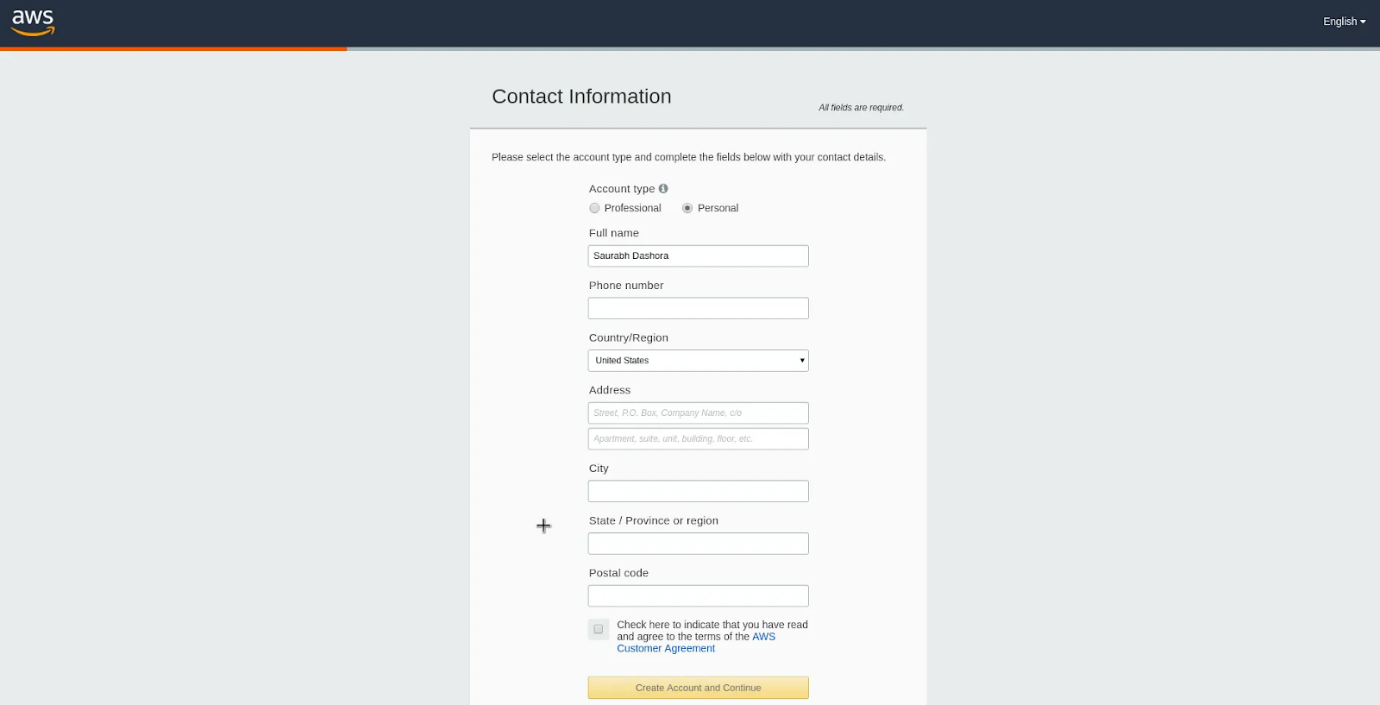 aws
English
Contact Information
All fields are required.
Please select the account type and complete the fields below with your contact details.
Account type
Professional Personal
Full name
Saurabh Dashora
Phone number
Country/Region
United States
Address
Street, P.O. Box, Company Name, c/o
Apartment, suite, unit, building, floor, etc.
City
State / Province or region
Postal code
Check here to indicate that you have read
and agree to the terms of the AWS
Customer Agreement
Create Account and Continue